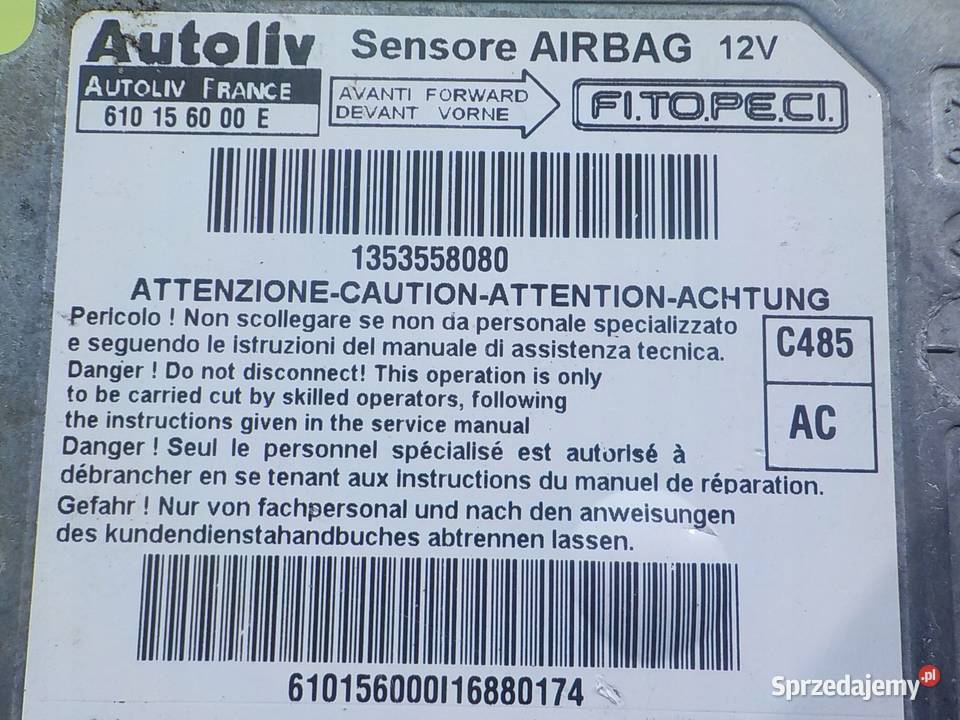 Autoliv Sensore AIRBAG 12V
AUTOLIV FRANCE
610 15 60 00 E
AVANTI FORWARD
DEVANT VORNE
FI.TO.PE.CI.
1353558080
ATTENZIONE-CAUTION-ATTENTION-ACHTUNG
Pericolo ! Non scollegare se non da personale specializzato
e seguendo le istruzioni del manuale di assistenza tecnica.
Danger ! Do not disconnect! This operation is only
to be carried cut by skilled operators, following
the instructions given in the service manual
Danger ! Seul le personnel spécialisé est autorisé à
débrancher en se tenant aux instructions du manuel de réparation.
Gefahr ! Nur von fachpersonal und nach den anweisungen
des kundendienstahandbuches abtrennen lassen.
C485
AC
610156000I16880174
Sprzedajemy.pl